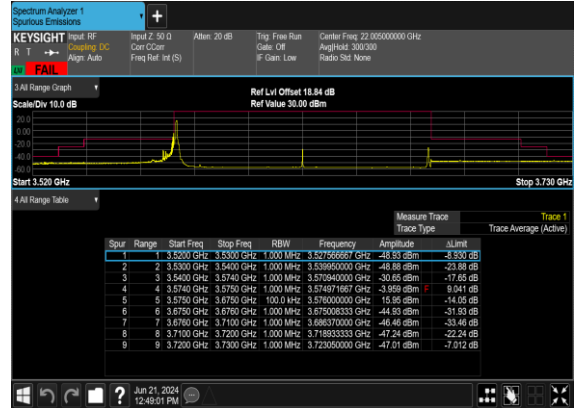 Spectrum Analyzer 1
Spurious Emissions
+
KEYSIGHT Input: RF Input Z: 50 Ω Atten: 20 dB Trig: Free Run Center Freq: 22.005000000 GHz
R T Coupling: DC Corr CCorr Gate: Off Avg|Hold: 300/300
Align: Auto Freq Ref: Int (S) IF Gain: Low Radio Std: None
LU FAIL
3 All Range Graph
Ref Lvl Offset 18.84 dB
Scale/Div 10.0 dB Ref Value 30.00 dBm
20.0
0.00
-20.0
-40.0
-60.0
Start 3.520 GHz Stop 3.730 GHz
4 All Range Table
Measure Trace Trace 1
Trace Type Trace Average (Active)
Spur Range Start Freq Stop Freq RBW Frequency Amplitude ΔLimit
1 1 3.5200 GHz 3.5300 GHz 1.000 MHz 3.527566667 GHz -48.93 dBm -8.930 dB
2 2 3.5300 GHz 3.5400 GHz 1.000 MHz 3.539950000 GHz -48.88 dBm -23.88 dB
3 3 3.5400 GHz 3.5740 GHz 1.000 MHz 3.570940000 GHz -30.65 dBm -17.65 dB
4 4 3.5740 GHz 3.5750 GHz 1.000 MHz 3.574971667 GHz -3.959 dBm F 9.041 dB
5 5 3.5750 GHz 3.6750 GHz 100.0 kHz 3.576000000 GHz 15.95 dBm -14.05 dB
6 6 3.6750 GHz 3.6760 GHz 1.000 MHz 3.675008333 GHz -44.93 dBm -31.93 dB
7 7 3.6760 GHz 3.7100 GHz 1.000 MHz 3.686370000 GHz -46.46 dBm -33.46 dB
8 8 3.7100 GHz 3.7200 GHz 1.000 MHz 3.718933333 GHz -47.24 dBm -22.24 dB
9 9 3.7200 GHz 3.7300 GHz 1.000 MHz 3.723050000 GHz -47.01 dBm -7.012 dB
? Jun 21, 2024
12:49:01 PM